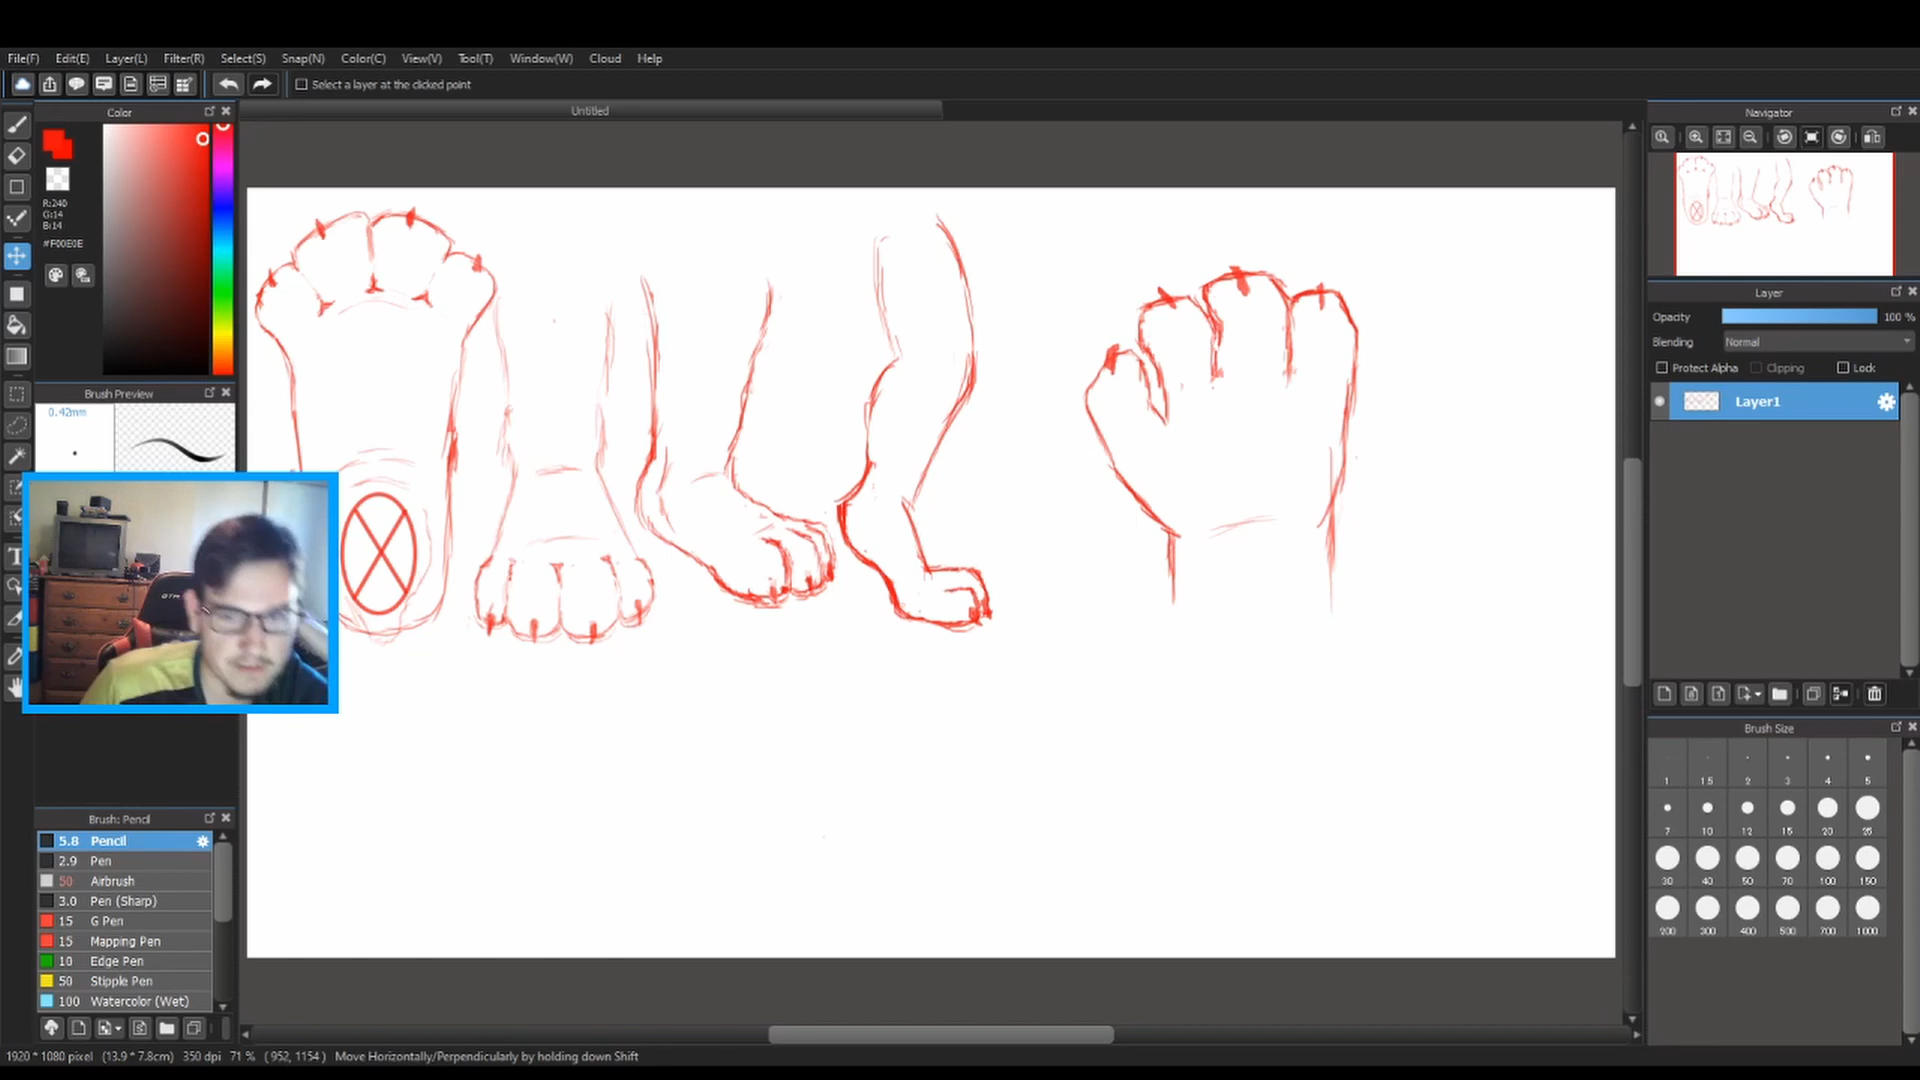 File(F) Edit(E) Layer(L) Filter(R) Select(S) Snap(N) Color(C) View(V) Tool(T) Window(W) Cloud Help
Select a layer at the clicked point
Color
Untitled
Navigator
R:240
G:14
B:14
#F00E0E
Layer
Opacity 100 %
Blending Normal
Protect Alpha Clipping Lock
Layer1
Brush Preview
0.42mm
T
Brush Size
1 1.5 2 3 4 5
7 10 12 15 20 25
30 40 50 70 100 150
200 300 400 500 700 1000
Brush: Pencil
5.8 Pencil
2.9 Pen
50 Airbrush
3.0 Pen (Sharp)
15 G Pen
15 Mapping Pen
10 Edge Pen
50 Stipple Pen
100 Watercolor (Wet)
1920 * 1080 pixel (13.9 * 7.8cm) 350 dpi 71 % ( 952, 1154 ) Move Horizontally/Perpendicularly by holding down Shift